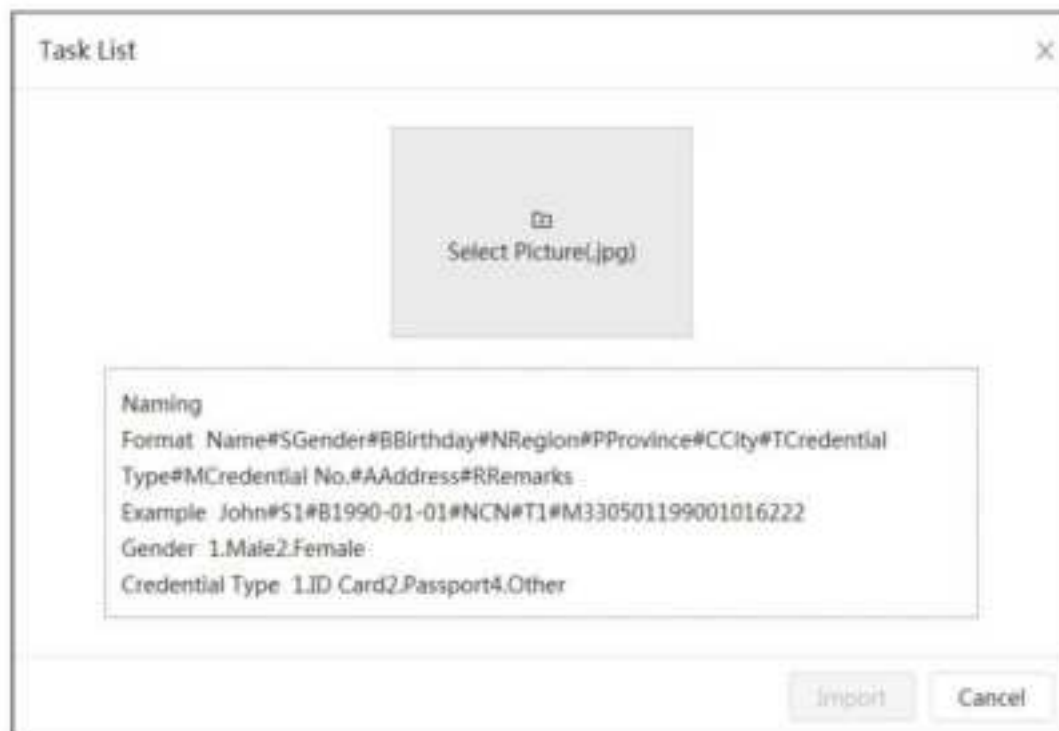 Task List
Select Picture(.jpg)
Naming
Format Name#SGender#BBirthday#NRegion#PProvince#CCity#TCredential
Type#MCredential No.#AAddress#RRemarks
Example John#S1#B1990-01-01#NCN#T1#M330501199001016222
Gender 1.Male2.Female
Credential Type 1.ID Card2.Passport4.Other
Import Cancel